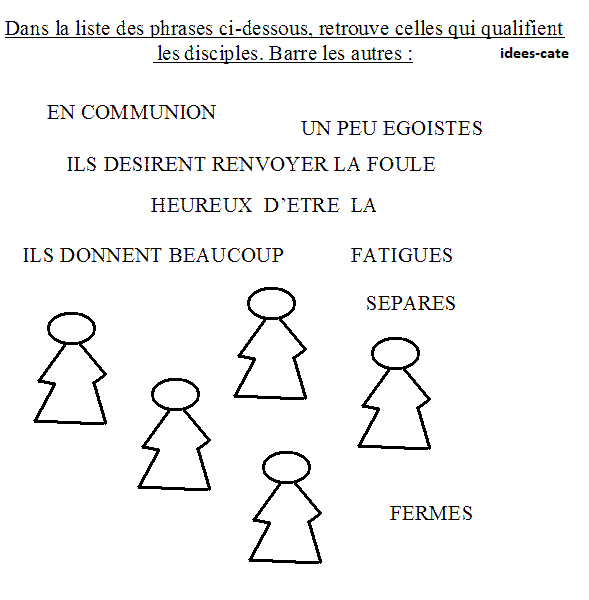 Dans la liste des phrases ci-dessous, retrouve celles qui qualifient
les disciples. Barre les autres :
idees-cate
EN COMMUNION
UN PEU EGOISTES
ILS DESIRENT RENVOYER LA FOULE
HEUREUX D'ETRE LA
ILS DONNENT BEAUCOUP
FATIGUES
SEPARES
FERMES